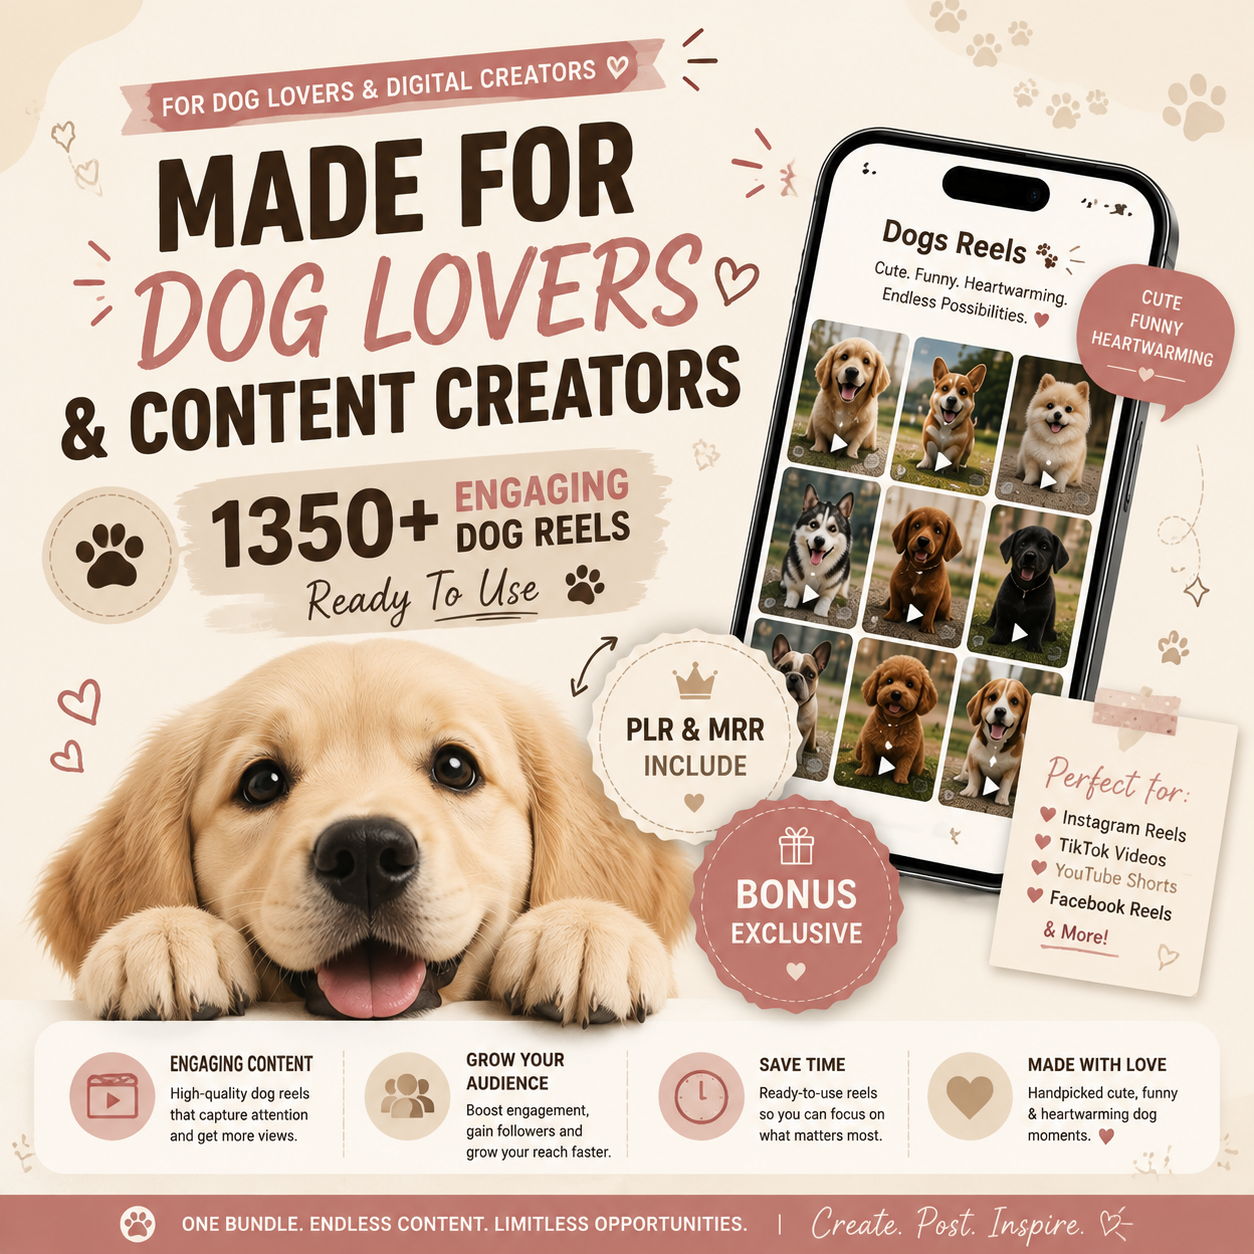 FOR DOG LOVERS & DIGITAL CREATORS
MADE FOR
DOG LOVERS
& CONTENT CREATORS
1350+ ENGAGING
DOG REELS
Ready To Use
Dogs Reels
Cute. Funny. Heartwarming.
Endless Possibilities.
CUTE
FUNNY
HEARTWARMING
PLR & MRR
INCLUDE
BONUS
EXCLUSIVE
Perfect for:
Instagram Reels
TikTok Videos
YouTube Shorts
Facebook Reels
& More!
ENGAGING CONTENT
High-quality dog reels
that capture attention
and get more views.
GROW YOUR
AUDIENCE
Boost engagement,
gain followers and
grow your reach faster.
SAVE TIME
Ready-to-use reels
so you can focus on
what matters most.
MADE WITH LOVE
Handpicked cute, funny
& heartwarming dog
moments.
ONE BUNDLE. ENDLESS CONTENT. LIMITLESS OPPORTUNITIES. | Create. Post. Inspire.